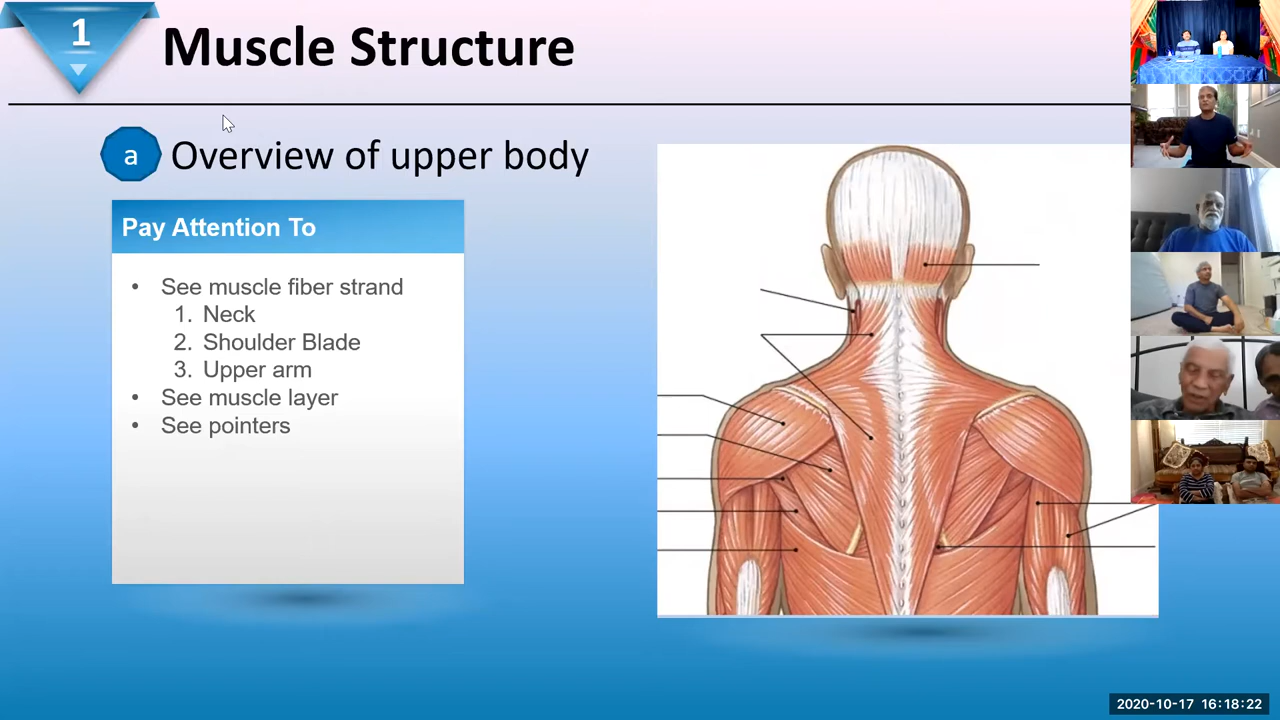 1
Muscle Structure
a
Overview of upper body
Pay Attention To
• See muscle fiber strand
1. Neck
2. Shoulder Blade
3. Upper arm
• See muscle layer
• See pointers
2020-10-17 16:18:22